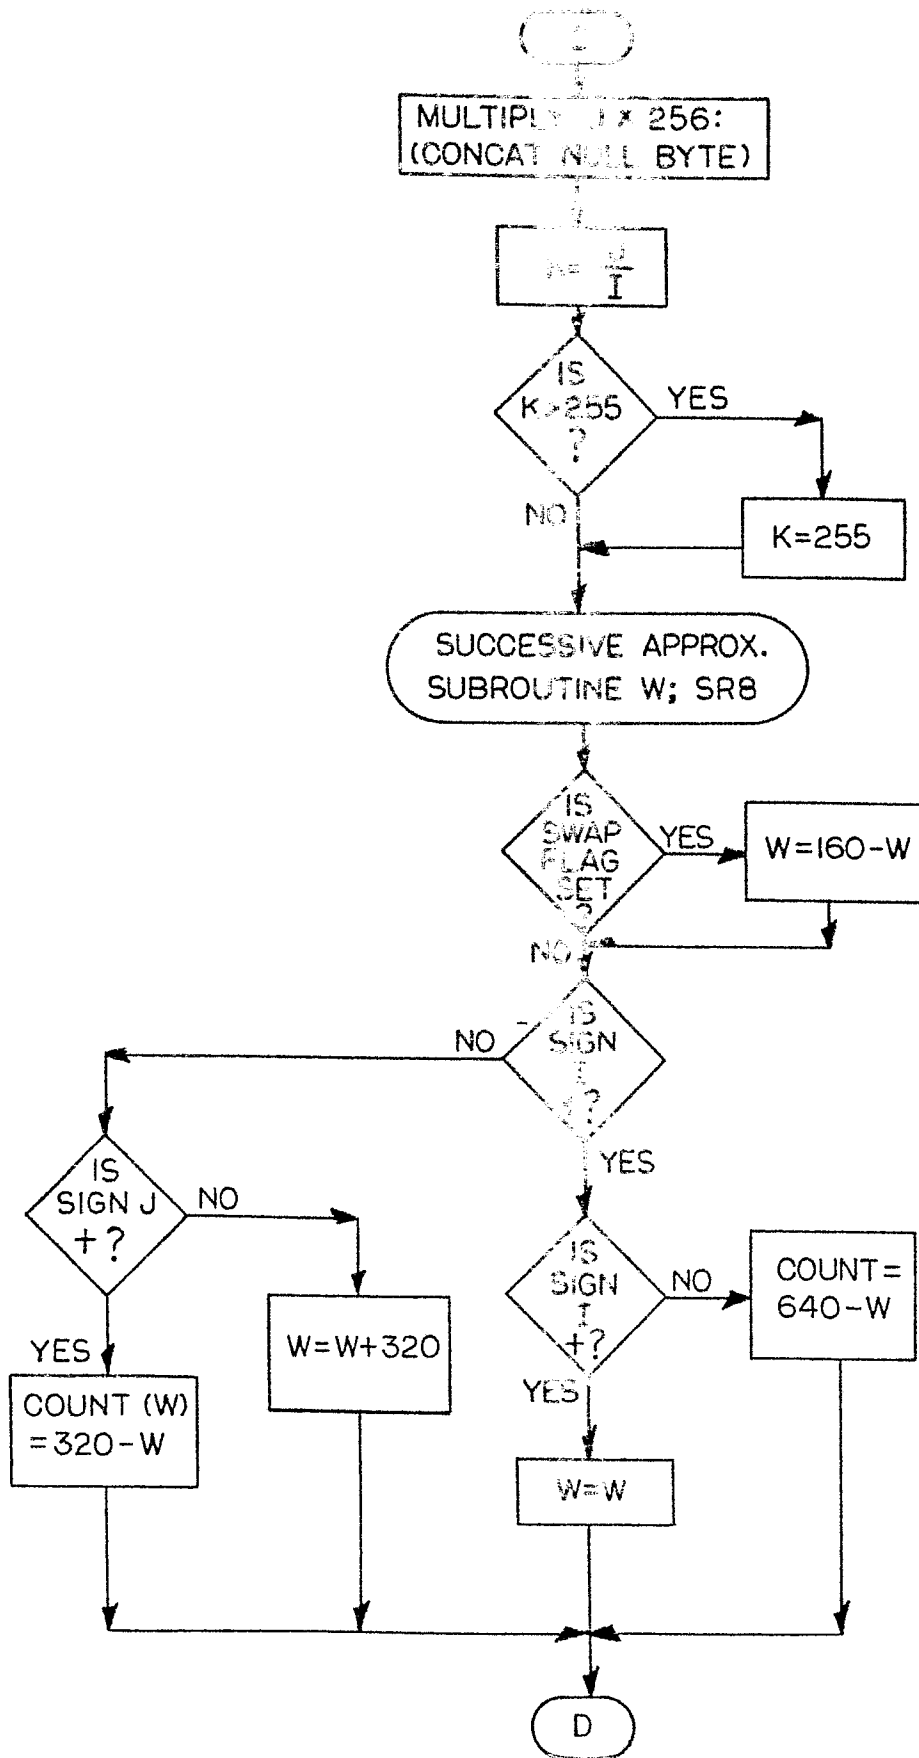 C
MULTIPLY J × 256:
(CONCAT NULL BYTE)
K= J
I
IS
K>255
?
YES
NO
K=255
SUCCESSIVE APPROX.
SUBROUTINE W; SR8
IS
SWAP
FLAG
SET
?
YES
W=160-W
NO
IS
SIGN
+?
NO
YES
IS
SIGN J
+?
NO
YES
W=W+320
COUNT (W)
=320-W
IS
SIGN
I
+?
NO
YES
COUNT=
640-W
W=W
D